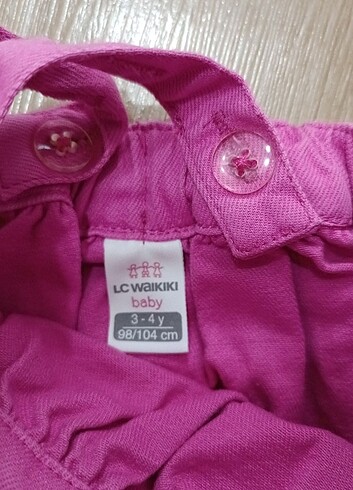 LC WAIKIKI
baby
3 - 4 y
98/104 cm